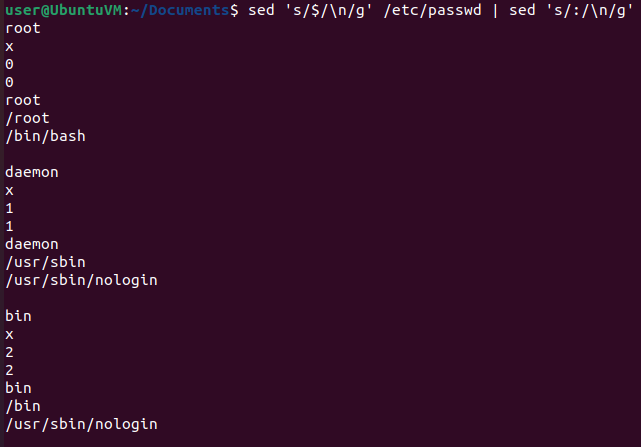 user@UbuntuVM:~/Documents$ sed 's/$/\n/g' /etc/passwd | sed 's/:/\n/g'
root
x
0
0
root
/root
/bin/bash

daemon
x
1
1
daemon
/usr/sbin
/usr/sbin/nologin

bin
x
2
2
bin
/bin
/usr/sbin/nologin